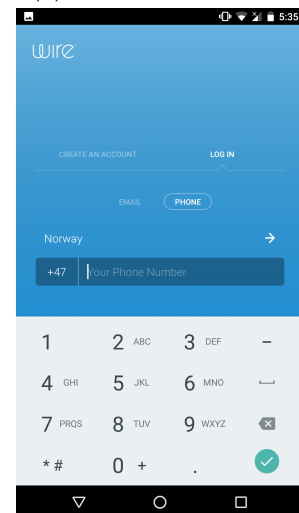 5:35
wire
CREATE AN ACCOUNT LOG IN
EMAIL PHONE
Norway
+47 Your Phone Number
1 2 ABC 3 DEF –
4 GHI 5 JKL 6 MNO
7 PRQS 8 TUV 9 WXYZ
* # 0 + .